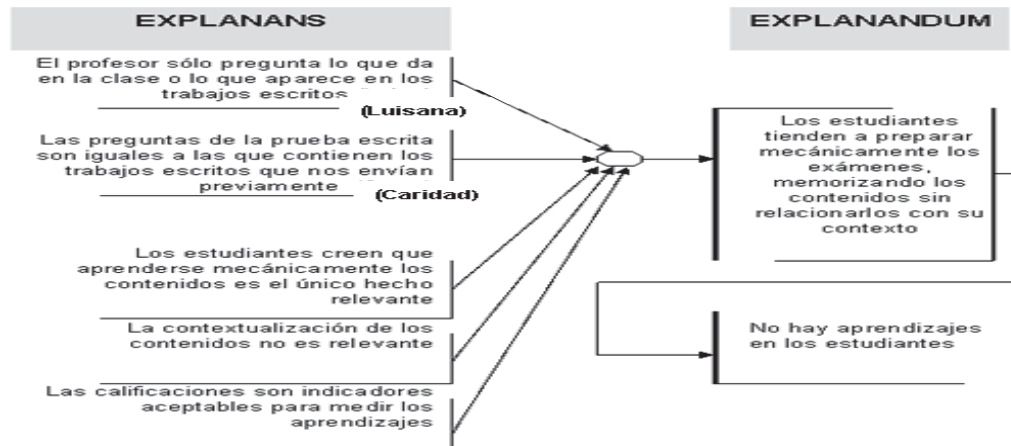 EXPLANANS
El profesor sólo pregunta lo que da
en la clase o lo que aparece en los
trabajos escritos
(Luisana)
Las preguntas de la prueba escrita
son iguales a las que contienen los
trabajos escritos que nos envían
previamente
(Caridad)
Los estudiantes creen que
aprenderse mecánicamente los
contenidos es el único hecho
relevante
La contextualización de los
contenidos no es relevante
Las calificaciones son indicadores
aceptables para medir los
aprendizajes
EXPLANANDUM
Los estudiantes
tienden a preparar
mecánicamente los
exámenes,
memorizando los
contenidos sin
relacionarlos con su
contexto
No hay aprendizajes
en los estudiantes